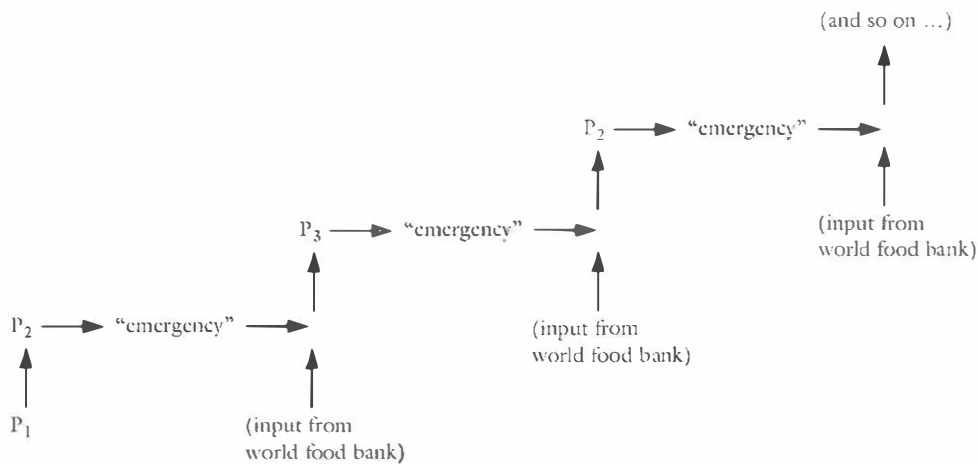 (and so on ...)
P₂ “emergency”
(input from
world food bank)
P₃ “emergency”
(input from
world food bank)
P₂ “emergency”
P₁
(input from
world food bank)